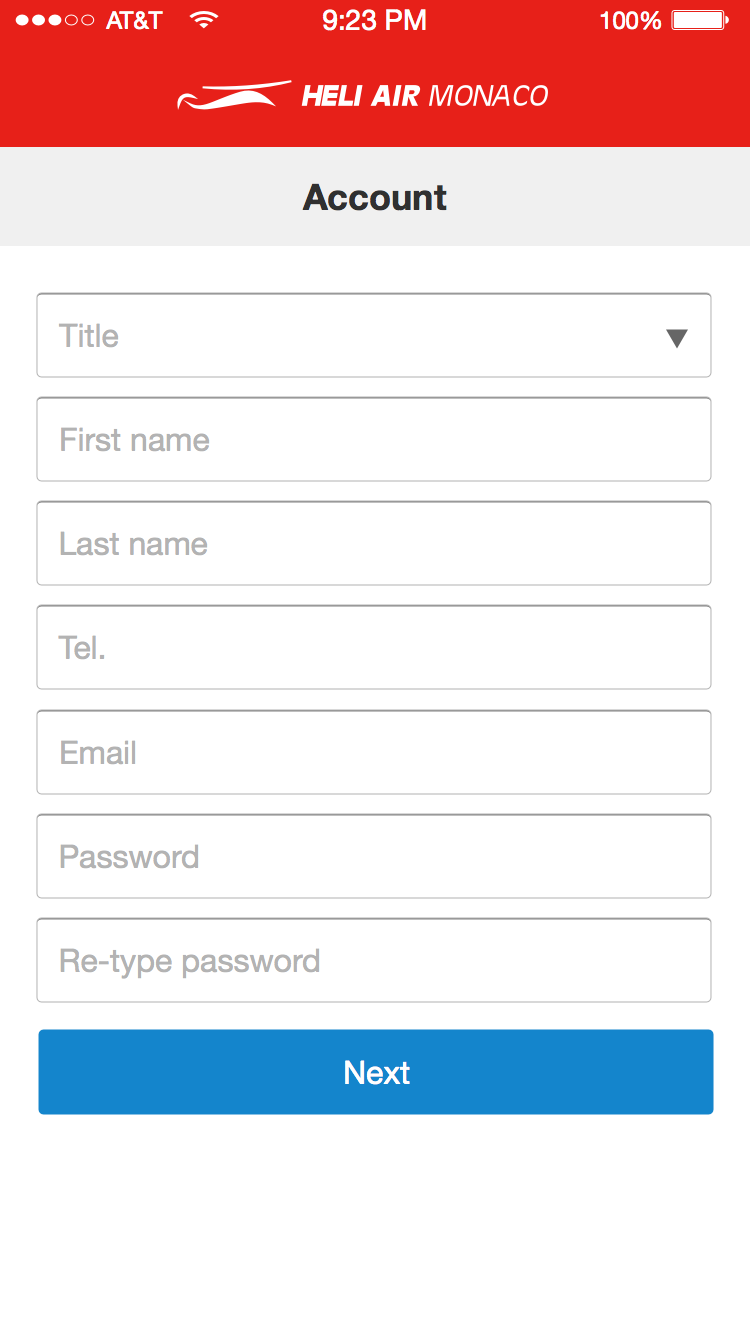 AT&T 9:23 PM 100%
HELI AIR MONACO
Account
Title
First name
Last name
Tel.
Email
Password
Re-type password
Next